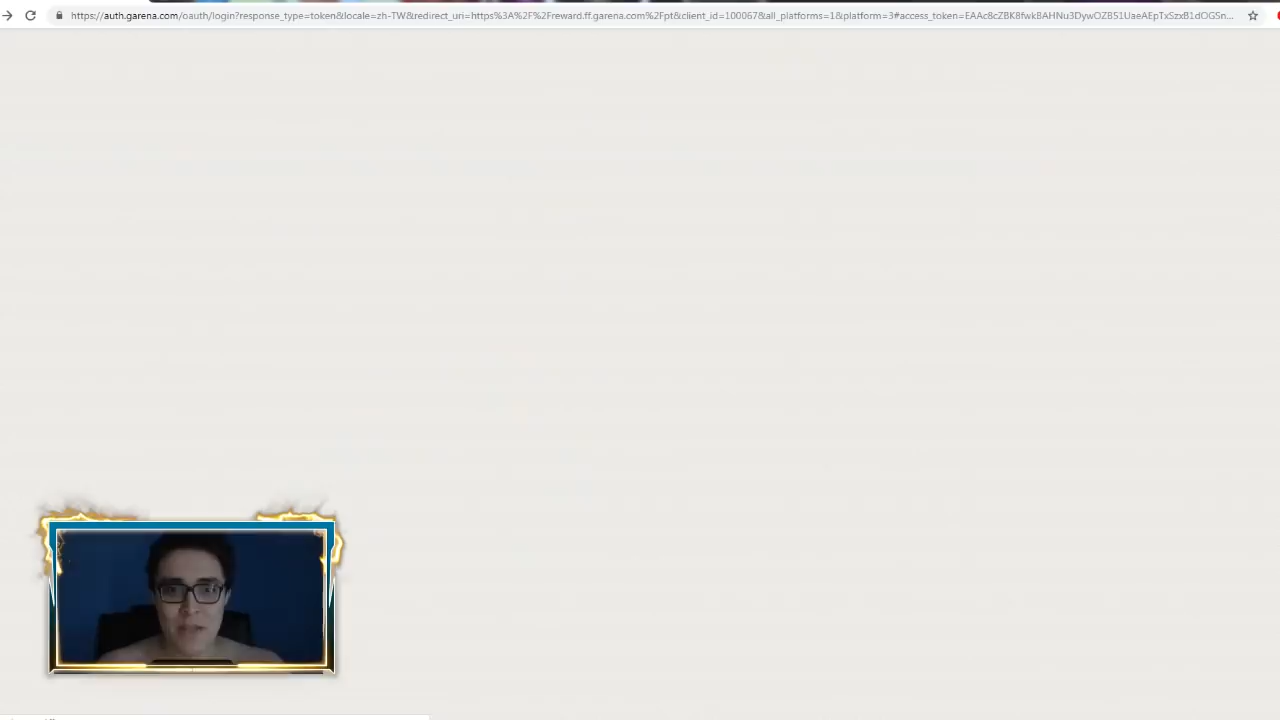 https://auth.garena.com/oauth/login?response_type=token&locale=zh-TW&redirect_uri=https%3A%2F%2Freward.ff.garena.com%2Fpt&client_id=100067&all_platforms=1&platform=3#access_token=EAAc8cZBK8fwkBAHNu3DywOZB51UaeAEpTxSzxB1dOGSn...